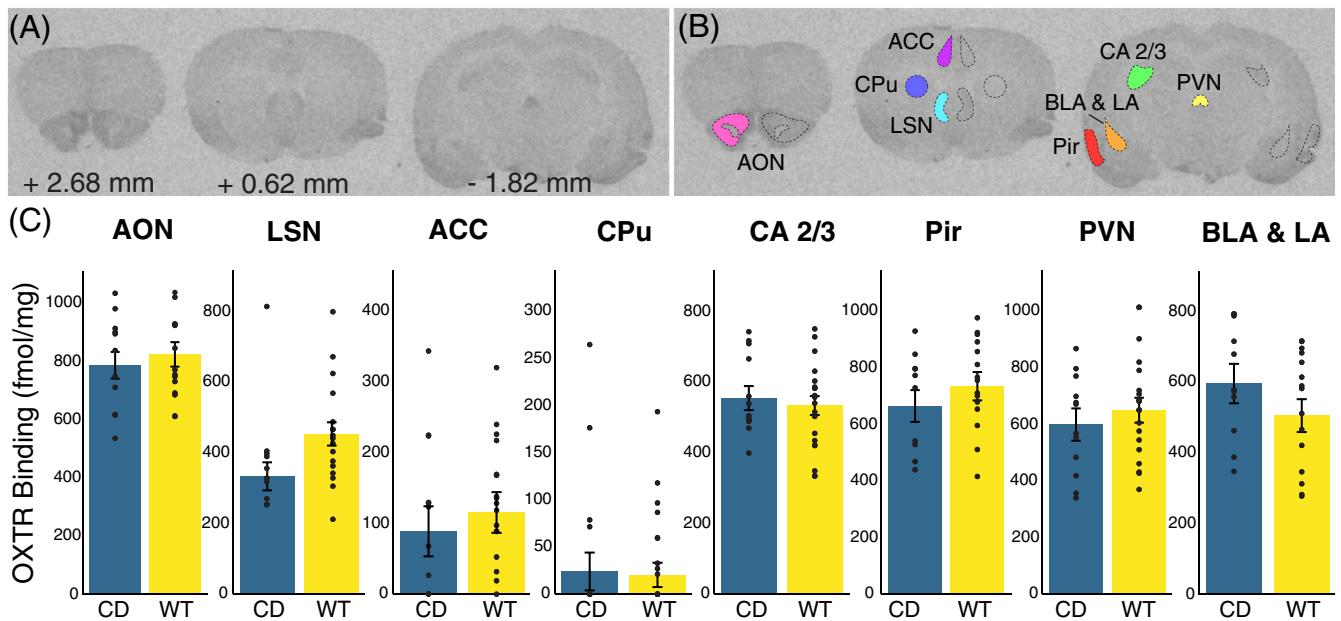 (A)
+ 2.68 mm
+ 0.62 mm
- 1.82 mm
(B)
ACC
CPu
LSN
AON
CA 2/3
PVN
BLA & LA
Pir
(C)
AON LSN ACC CPu CA 2/3 Pir PVN BLA & LA
OXTR Binding (fmol/mg)
1000
800
600
400
200
0
CD WT
800
600
400
200
0
CD WT
400
300
200
100
0
CD WT
300
250
200
150
100
50
0
CD WT
800
600
400
200
0
CD WT
1000
800
600
400
200
0
CD WT
1000
800
600
400
200
0
CD WT
800
600
400
200
0
CD WT